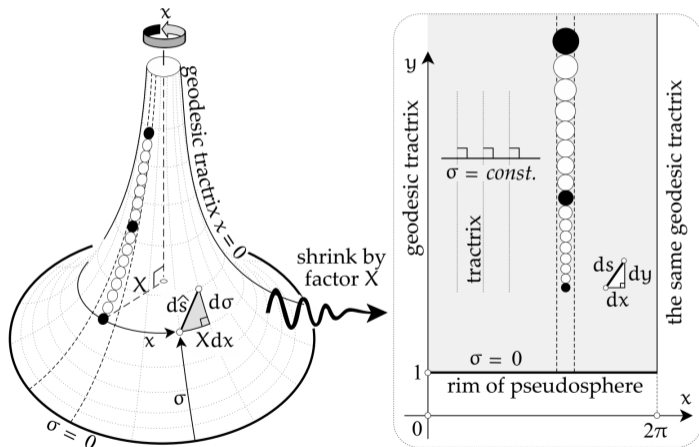 x
geodesic tractrix x = 0
X
dŝ
dσ
Xdx
x
σ
σ = 0
shrink by
factor X
y
geodesic tractrix
σ = const.
tractrix
ds
dy
dx
the same geodesic tractrix
σ = 0
1
rim of pseudosphere
x
0
2π